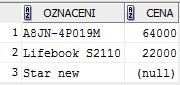 OZNACENI CENA
1 A8JN-4P019M 64000
2 Lifebook S2110 22000
3 Star new (null)